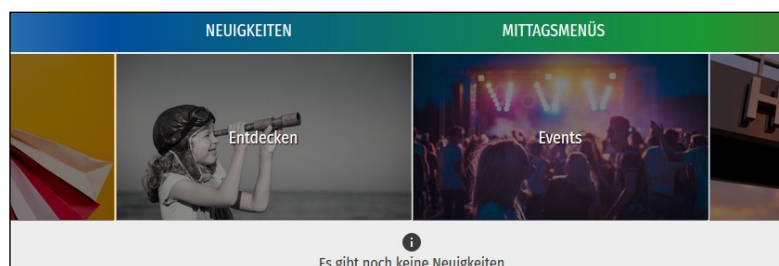 NEUIGKEITEN
MITTAGSMENÜS
Entdecken
Events
Es gibt noch keine Neuigkeiten